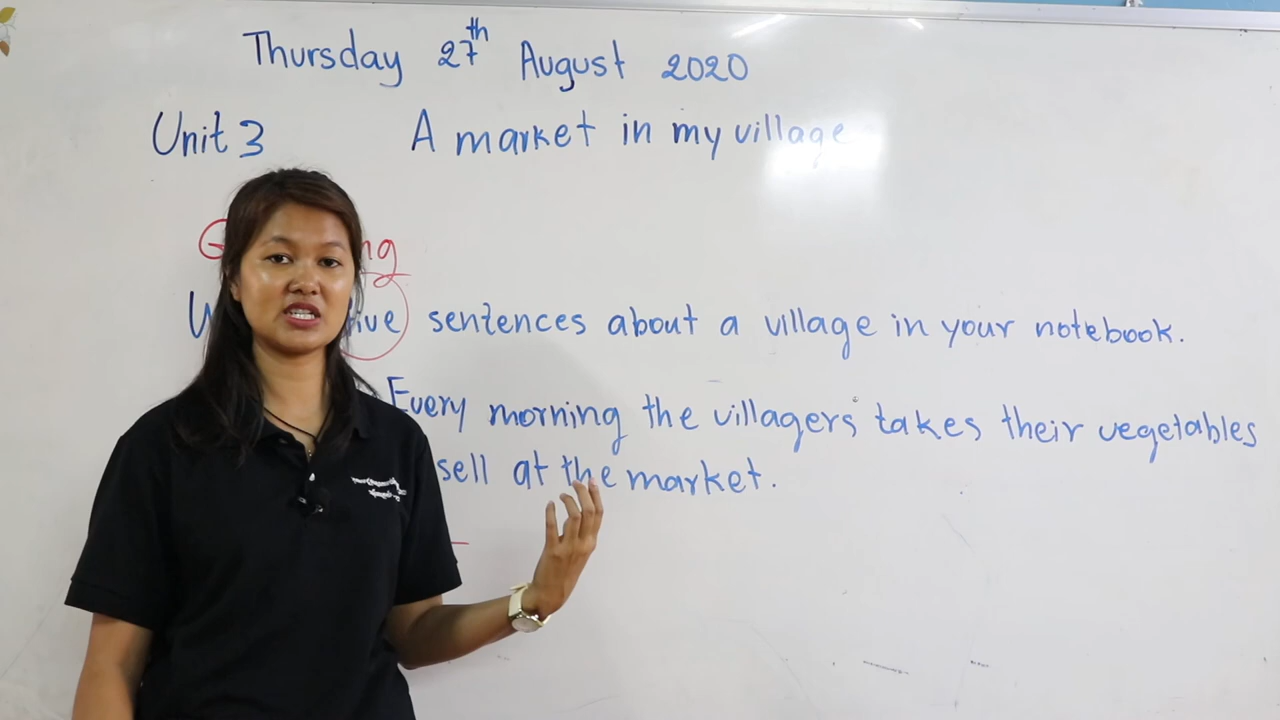 Thursday 27th August 2020
Unit 3 A market in my village
sentences about a village in your notebook.
Every morning the villagers takes their vegetables
sell at the market.